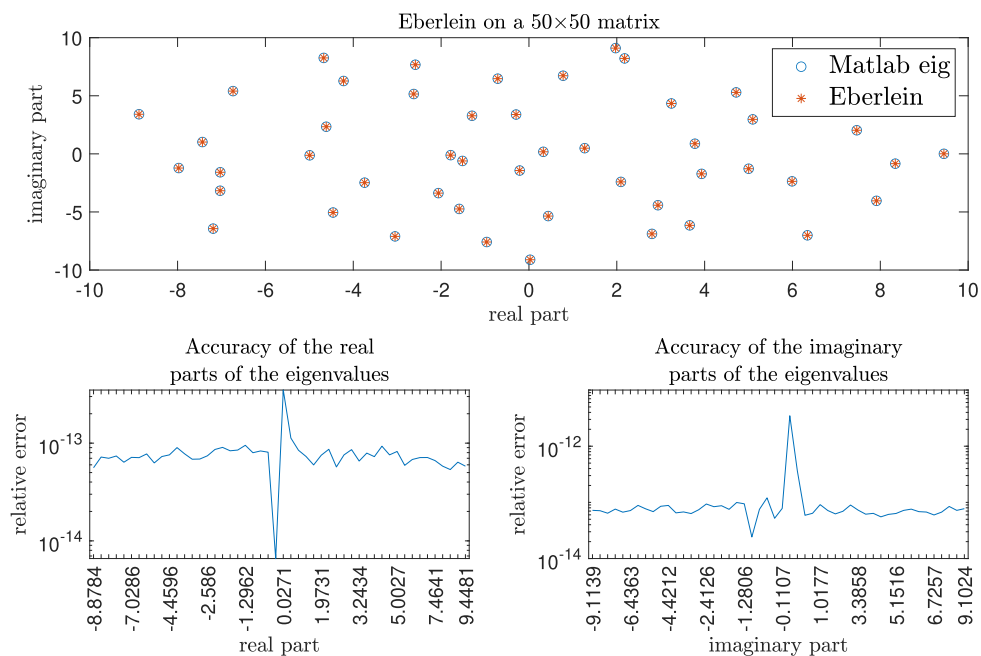 Eberlein on a 50×50 matrix
10
5
0
-5
-10
imaginary part
Matlab eig
Eberlein
-10 -8 -6 -4 -2 0 2 4 6 8 10
real part
Accuracy of the real
parts of the eigenvalues
relative error
10-13
10-14
-8.8784 -7.0286 -4.4596 -2.586 -1.2962 0.0271 1.9731 3.2434 5.0027 7.4641 9.4481
real part
Accuracy of the imaginary
parts of the eigenvalues
relative error
10-12
10-14
-9.1139 -6.4363 -4.4212 -2.4126 -1.2806 -0.1107 1.0177 3.3858 5.1516 6.7257 9.1024
imaginary part